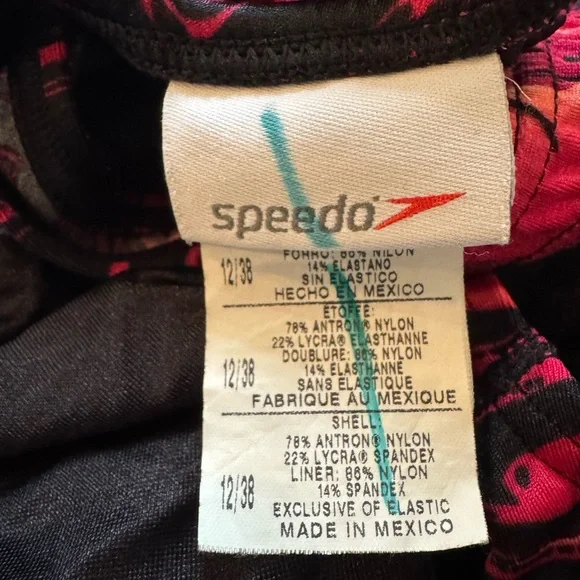 speedo
FORRO: 86% NILON
14% ELASTANO
SIN ELASTICO
HECHO EN MEXICO
12/38
ETOFFE:
78% ANTRON® NYLON
22% LYCRA® ELASTHANNE
DOUBLURE: 86% NYLON
14% ELASTHANNE
SANS ELASTIQUE
FABRIQUE AU MEXIQUE
12/38
SHELL:
78% ANTRON® NYLON
22% LYCRA® SPANDEX
LINER: 86% NYLON
14% SPANDEX
EXCLUSIVE OF ELASTIC
MADE IN MEXICO
12/38